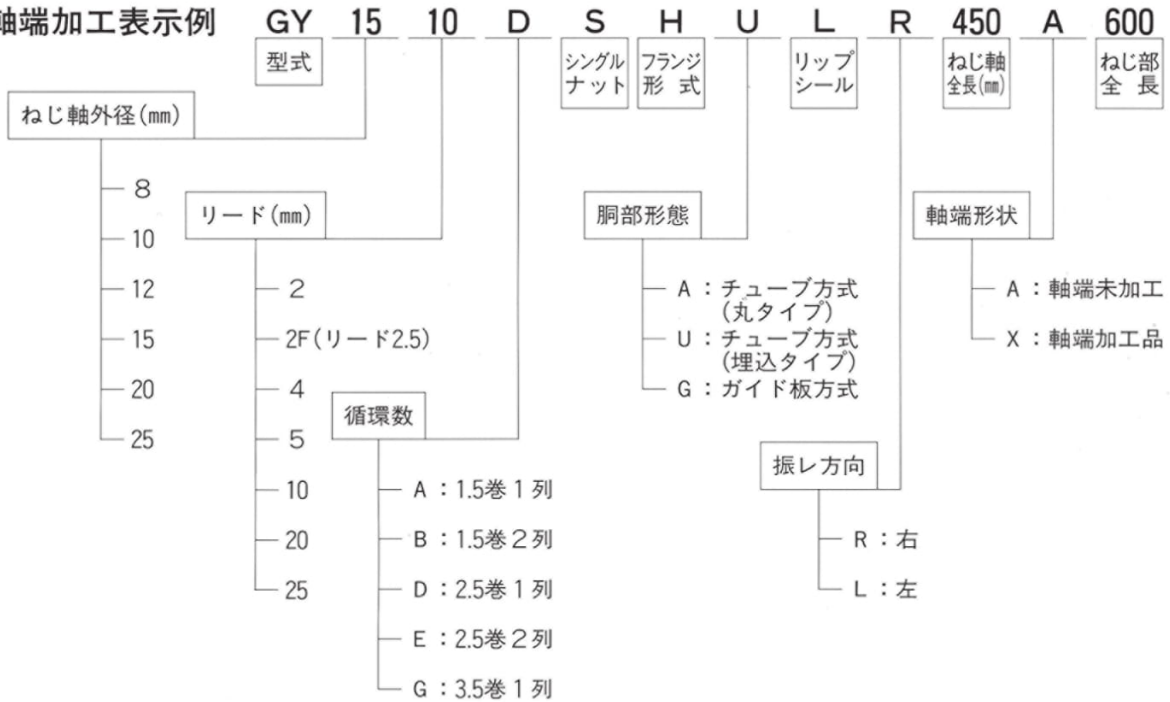 軸端加工表示例 GY 15 10 D S H U L R 450 A 600
型式
シングル
ナット
フランジ
形式
リップ
シール
ねじ軸
全長(㎜)
ねじ部
全長
ねじ軸外径(㎜)
8
10
12
15
20
25
リード(㎜)
2
2F(リード2.5)
4
5
10
20
25
循環数
A：1.5巻1列
B：1.5巻2列
D：2.5巻1列
E：2.5巻2列
G：3.5巻1列
胴部形態
A：チューブ方式
(丸タイプ)
U：チューブ方式
(埋込タイプ)
G：ガイド板方式
振レ方向
R：右
L：左
軸端形状
A：軸端未加工
X：軸端加工品